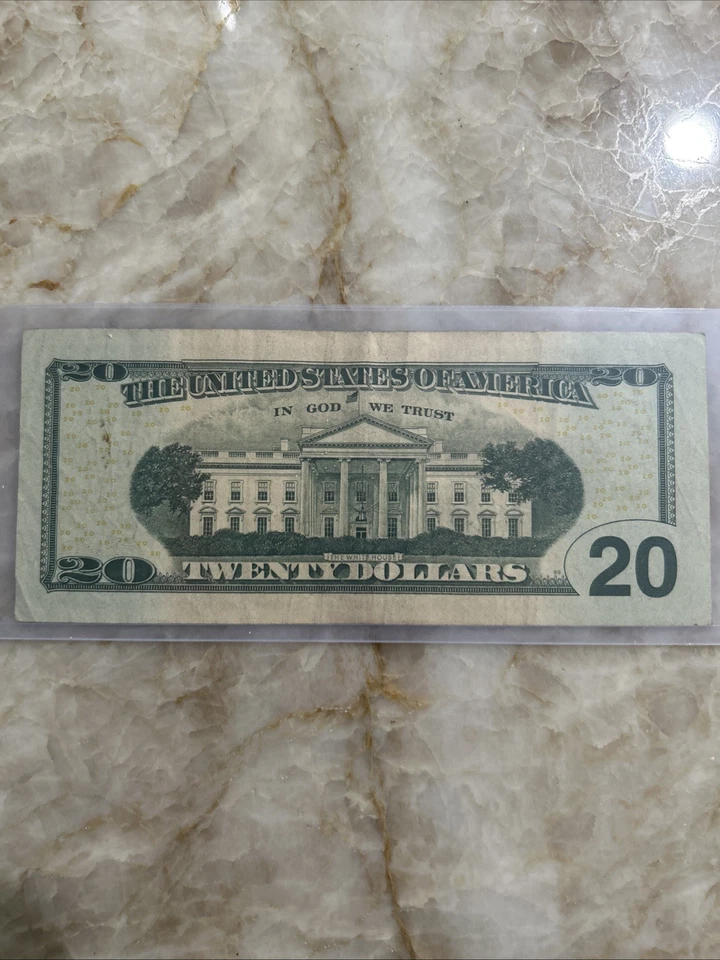 20 THE UNITED STATES OF AMERICA 20
IN GOD WE TRUST
THE WHITE HOUSE
20 TWENTY DOLLARS 20